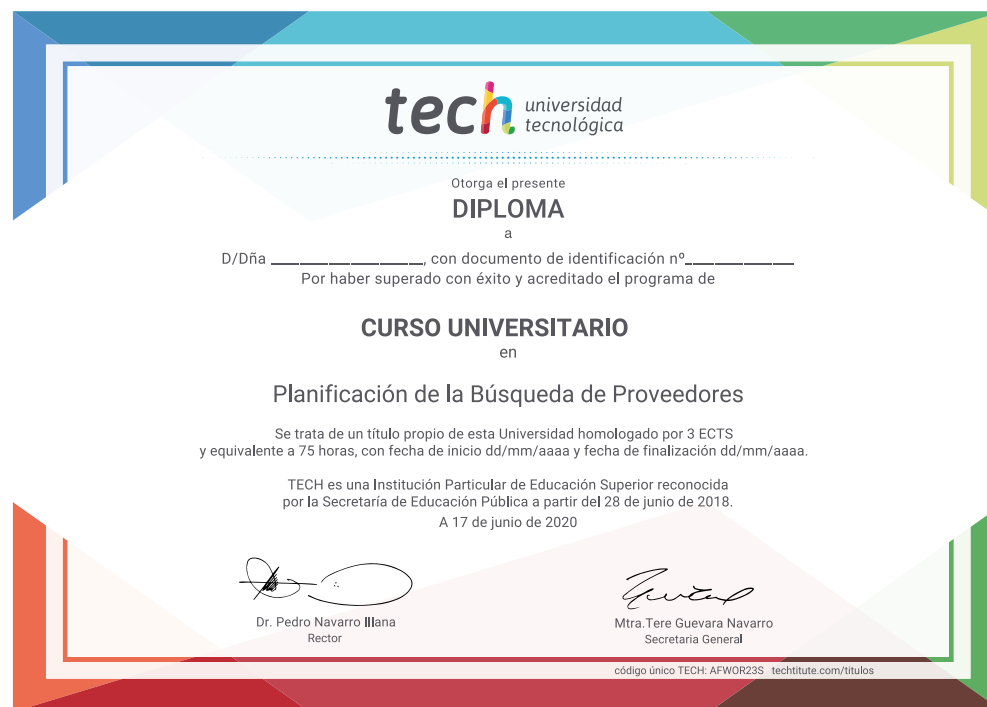 tech universidad
tecnológica
Otorga el presente
DIPLOMA
a
D/Dña ____________________, con documento de identificación nº______________
Por haber superado con éxito y acreditado el programa de
CURSO UNIVERSITARIO
en
Planificación de la Búsqueda de Proveedores
Se trata de un título propio de esta Universidad homologado por 3 ECTS
y equivalente a 75 horas, con fecha de inicio dd/mm/aaaa y fecha de finalización dd/mm/aaaa.
TECH es una Institución Particular de Educación Superior reconocida
por la Secretaría de Educación Pública a partir del 28 de junio de 2018.
A 17 de junio de 2020
Dr. Pedro Navarro Illana
Rector
Mtra.Tere Guevara Navarro
Secretaria General
código único TECH: AFWOR23S techtitute.com/titulos